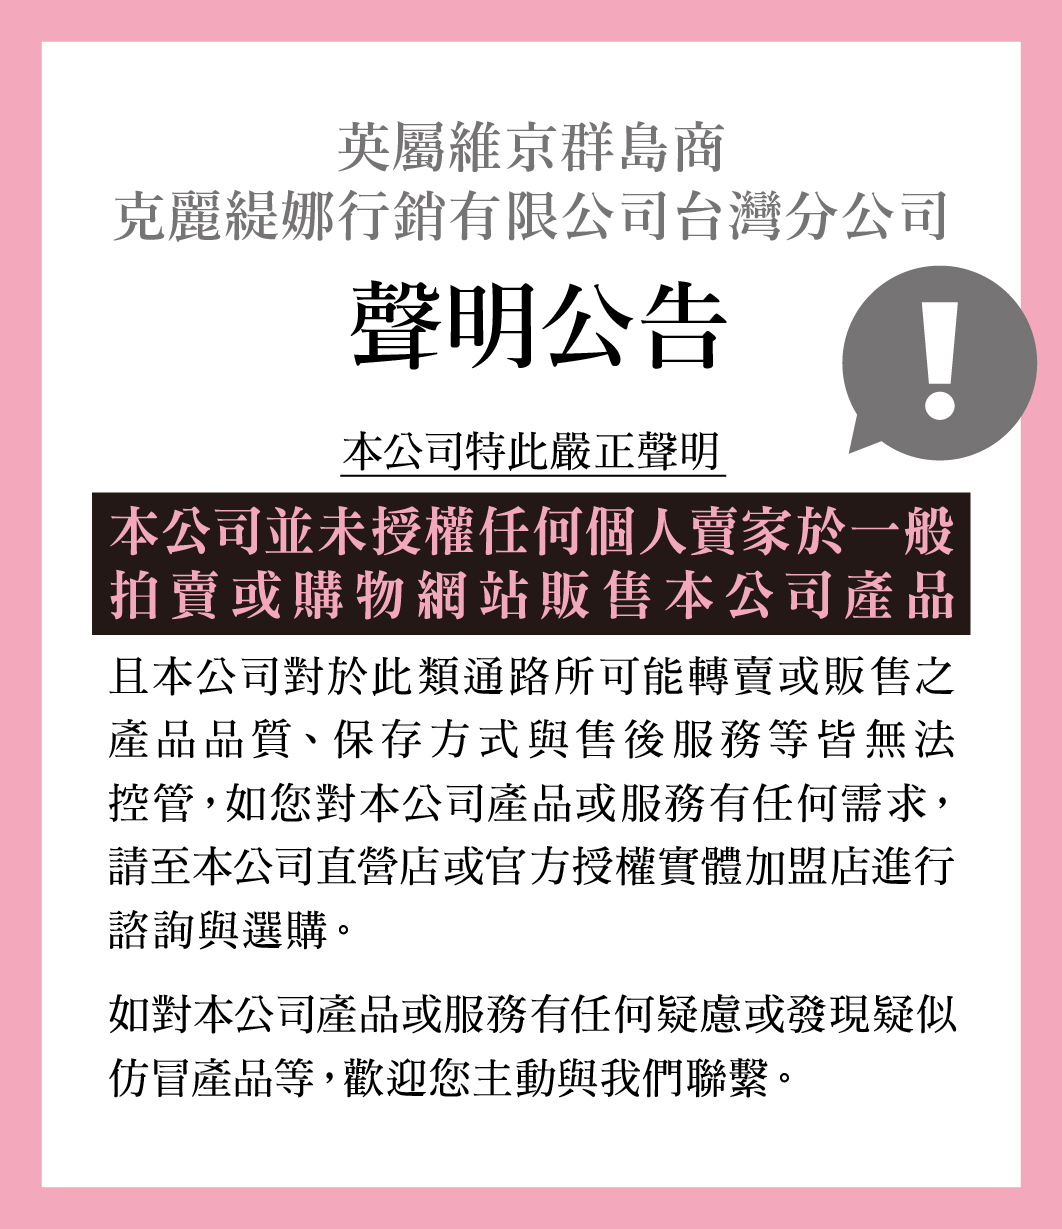 英屬維京群島商
克麗緹娜行銷有限公司台灣分公司
聲明公告
!
本公司特此嚴正聲明
本公司並未授權任何個人賣家於一般
拍賣或購物網站販售本公司產品
且本公司對於此類通路所可能轉賣或販售之
產品品質、保存方式與售後服務等皆無法
控管，如您對本公司產品或服務有任何需求，
請至本公司直營店或官方授權實體加盟店進行
諮詢與選購。
如對本公司產品或服務有任何疑慮或發現疑似
仿冒產品等，歡迎您主動與我們聯繫。